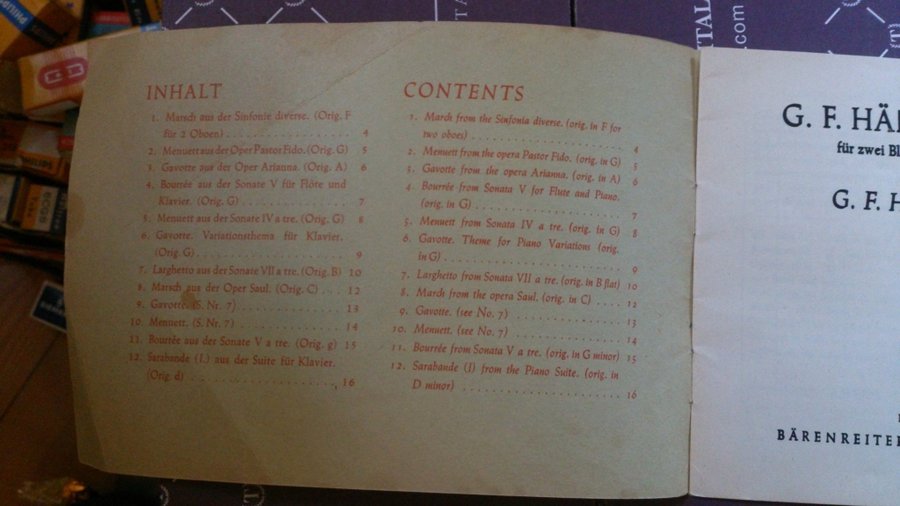 INHALT
1. Marsch aus der Sinfonie diverse. (Orig. F
für 2 Oboen) 4
2. Menuett aus der Oper Pastor Fido. (Orig. G) 5
3. Gavotte aus der Oper Arianna. (Orig. A) 6
4. Bourrée aus der Sonate V für Flöte und
Klavier. (Orig. G) 7
5. Menuett aus der Sonate IV a tre. (Orig. G) 8
6. Gavotte. Variationsthema für Klavier.
(Orig. G) 9
7. Larghetto aus der Sonate VII a tre. (Orig. B) 10
8. Marsch aus der Oper Saul. (Orig. C) 12
9. Gavotte. (S. Nr. 7) 13
10. Menuett. (S. Nr. 7) 14
11. Bourrée aus der Sonate V a tre. (Orig. g) 15
12. Sarabande (I.) aus der Suite für Klavier.
(Orig. d) 16
CONTENTS
1. March from the Sinfonia diverse. (orig. in F for
two oboes) 4
2. Menuett from the opera Pastor Fido. (orig. in G) 5
3. Gavotte from the opera Arianna. (orig. in A) 6
4. Bourrée from Sonata V for Flute and Piano.
(orig. in G) 7
5. Menuett from Sonata IV a tre. (orig. in G) 8
6. Gavotte. Theme for Piano Variations (orig.
in G) 9
7. Larghetto from Sonata VII a tre. (orig. in B flat) 10
8. March from the opera Saul. (orig. in C) 12
9. Gavotte. (see No. 7) 13
10. Menuett. (see No. 7) 14
11. Bourrée from Sonata V a tre. (orig. in G minor) 15
12. Sarabande (I) from the Piano Suite. (orig. in
D minor) 16
G. F. HÄ
für zwei Bl
G. F. H
BÄRENREITER
ITAL
.com
{T}
PHILIPS